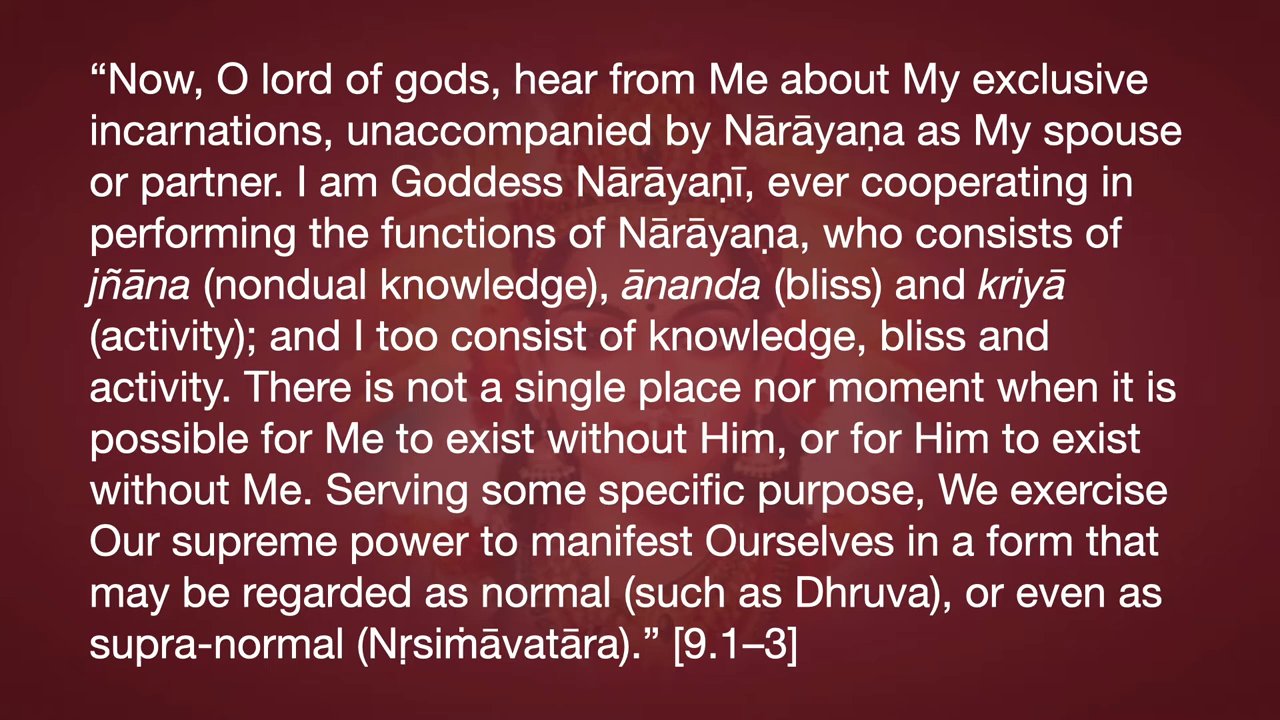 “Now, O lord of gods, hear from Me about My exclusive
incarnations, unaccompanied by Nārāyaṇa as My spouse
or partner. I am Goddess Nārāyaṇī, ever cooperating in
performing the functions of Nārāyaṇa, who consists of
jñāna (nondual knowledge), ānanda (bliss) and kriyā
(activity); and I too consist of knowledge, bliss and
activity. There is not a single place nor moment when it is
possible for Me to exist without Him, or for Him to exist
without Me. Serving some specific purpose, We exercise
Our supreme power to manifest Ourselves in a form that
may be regarded as normal (such as Dhruva), or even as
supra-normal (Nṛsiṁāvatāra).” [9.1–3]